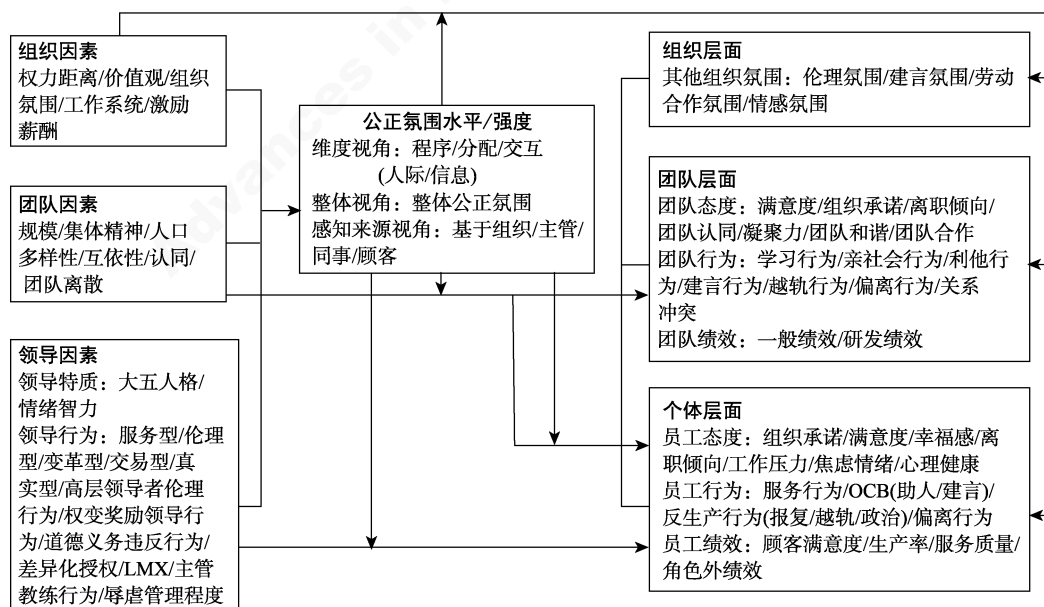 组织因素
权力距离/价值观/组织
氛围/工作系统/激励
薪酬
团队因素
规模/集体精神/人口
多样性/互依性/认同/
团队离散
领导因素
领导特质：大五人格/
情绪智力
领导行为：服务型/伦理
型/变革型/交易型/真
实型/高层领导者伦理
行为/权变奖励领导行
为/道德义务违反行为/
差异化授权/LMX/主管
教练行为/辱虐管理程度
公正氛围水平/强度
维度视角：程序/分配/交互
(人际/信息)
整体视角：整体公正氛围
感知来源视角：基于组织/主管/
同事/顾客
组织层面
其他组织氛围：伦理氛围/建言氛围/劳动
合作氛围/情感氛围
团队层面
团队态度：满意度/组织承诺/离职倾向/
团队认同/凝聚力/团队和谐/团队合作
团队行为：学习行为/亲社会行为/利他行
为/建言行为/越轨行为/偏离行为/关系
冲突
团队绩效：一般绩效/研发绩效
个体层面
员工态度：组织承诺/满意度/幸福感/离
职倾向/工作压力/焦虑情绪/心理健康
员工行为：服务行为/OCB(助人/建言)/
反生产行为(报复/越轨/政治)/偏离行为
员工绩效：顾客满意度/生产率/服务质量/
角色外绩效
Advances in